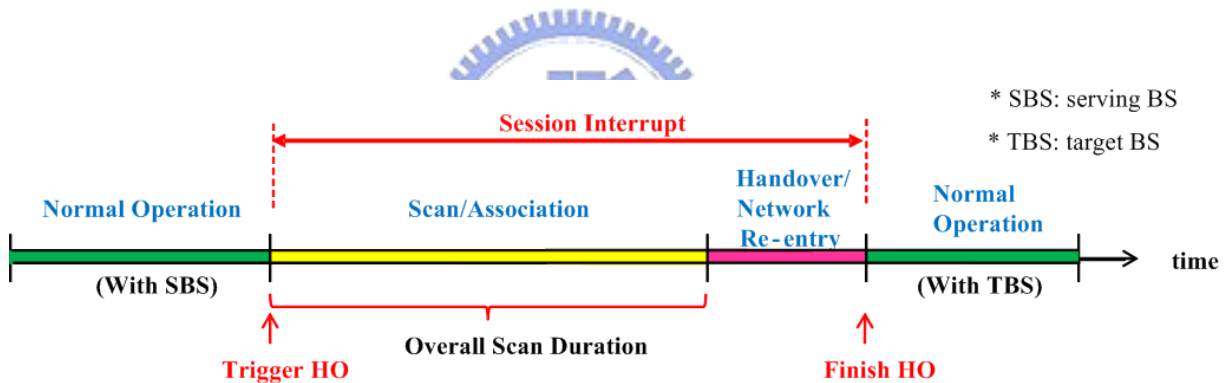 * SBS: serving BS
Session Interrupt
* TBS: target BS
Normal Operation
Scan/Association
Handover/
Network
Re-entry
Normal
Operation
(With SBS)
(With TBS)
time
Overall Scan Duration
Trigger HO
Finish HO